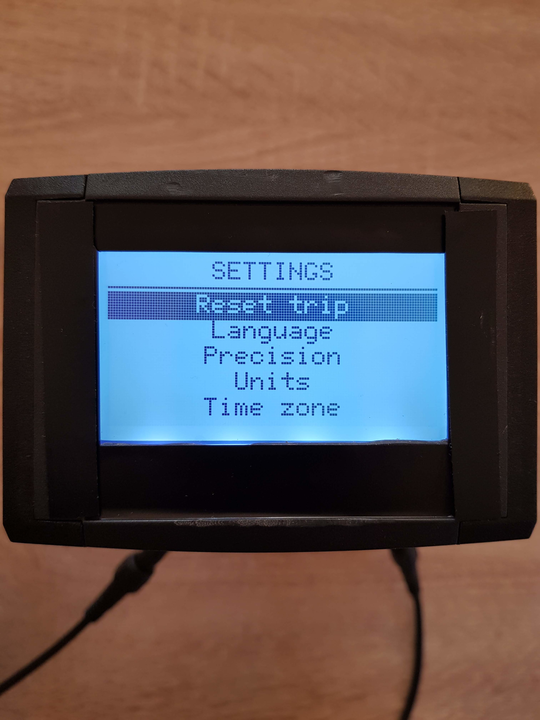 SETTINGS
Reset trip
Language
Precision
Units
Time zone